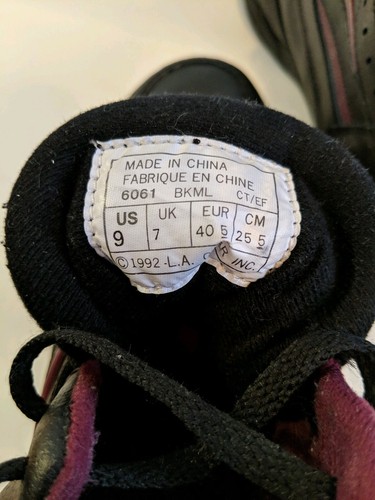 MADE IN CHINA
FABRIQUE EN CHINE
6061 BKML CT/EF
US UK EUR CM
9 7 40 5 25 5
©1992 L.A. R INC.